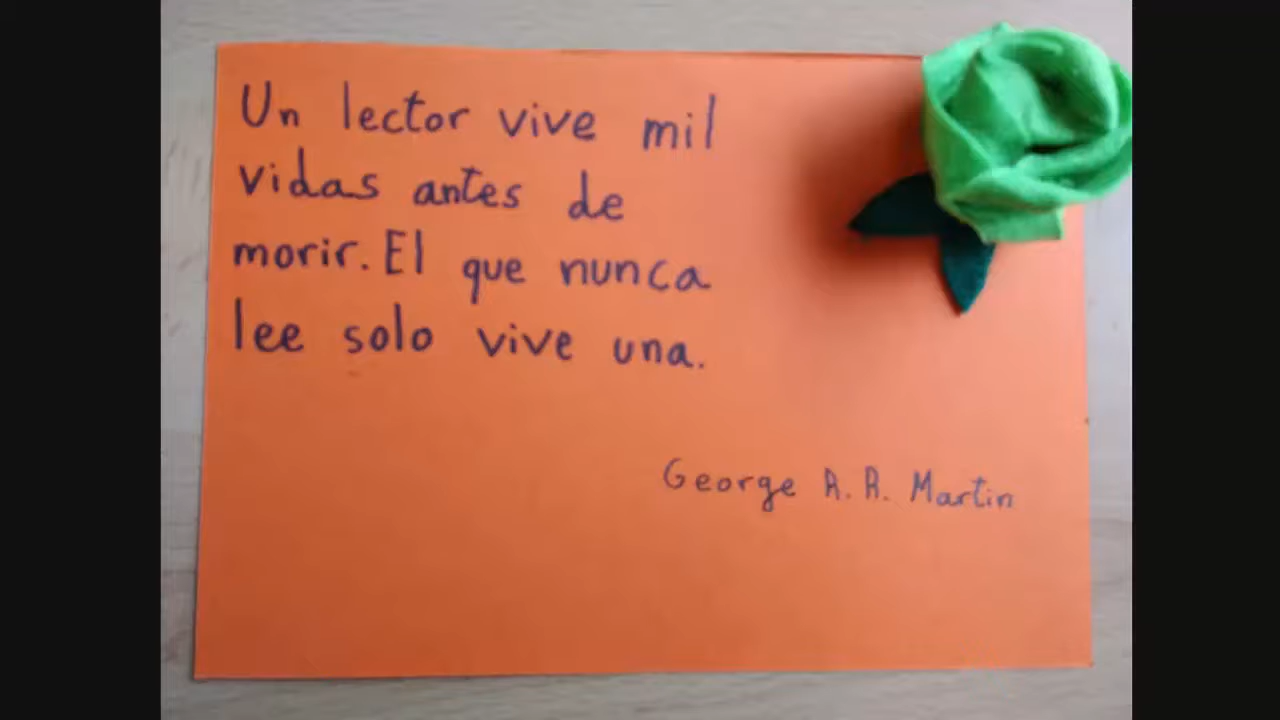 Un lector vive mil
vidas antes de
morir. El que nunca
lee solo vive una.
George R. R. Martin